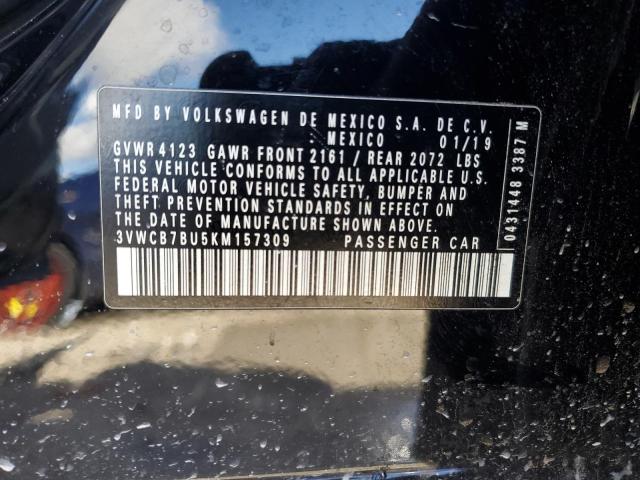 MFD BY VOLKSWAGEN DE MEXICO S.A. DE C.V.
MEXICO 01/19
GVWR 4123 GAWR FRONT 2161 / REAR 2072 LBS
THIS VEHICLE CONFORMS TO ALL APPLICABLE U.S.
FEDERAL MOTOR VEHICLE SAFETY, BUMPER AND
THEFT PREVENTION STANDARDS IN EFFECT ON
THE DATE OF MANUFACTURE SHOWN ABOVE.
3VWCB7BU5KM157309 PASSENGER CAR
0431448 3387 M